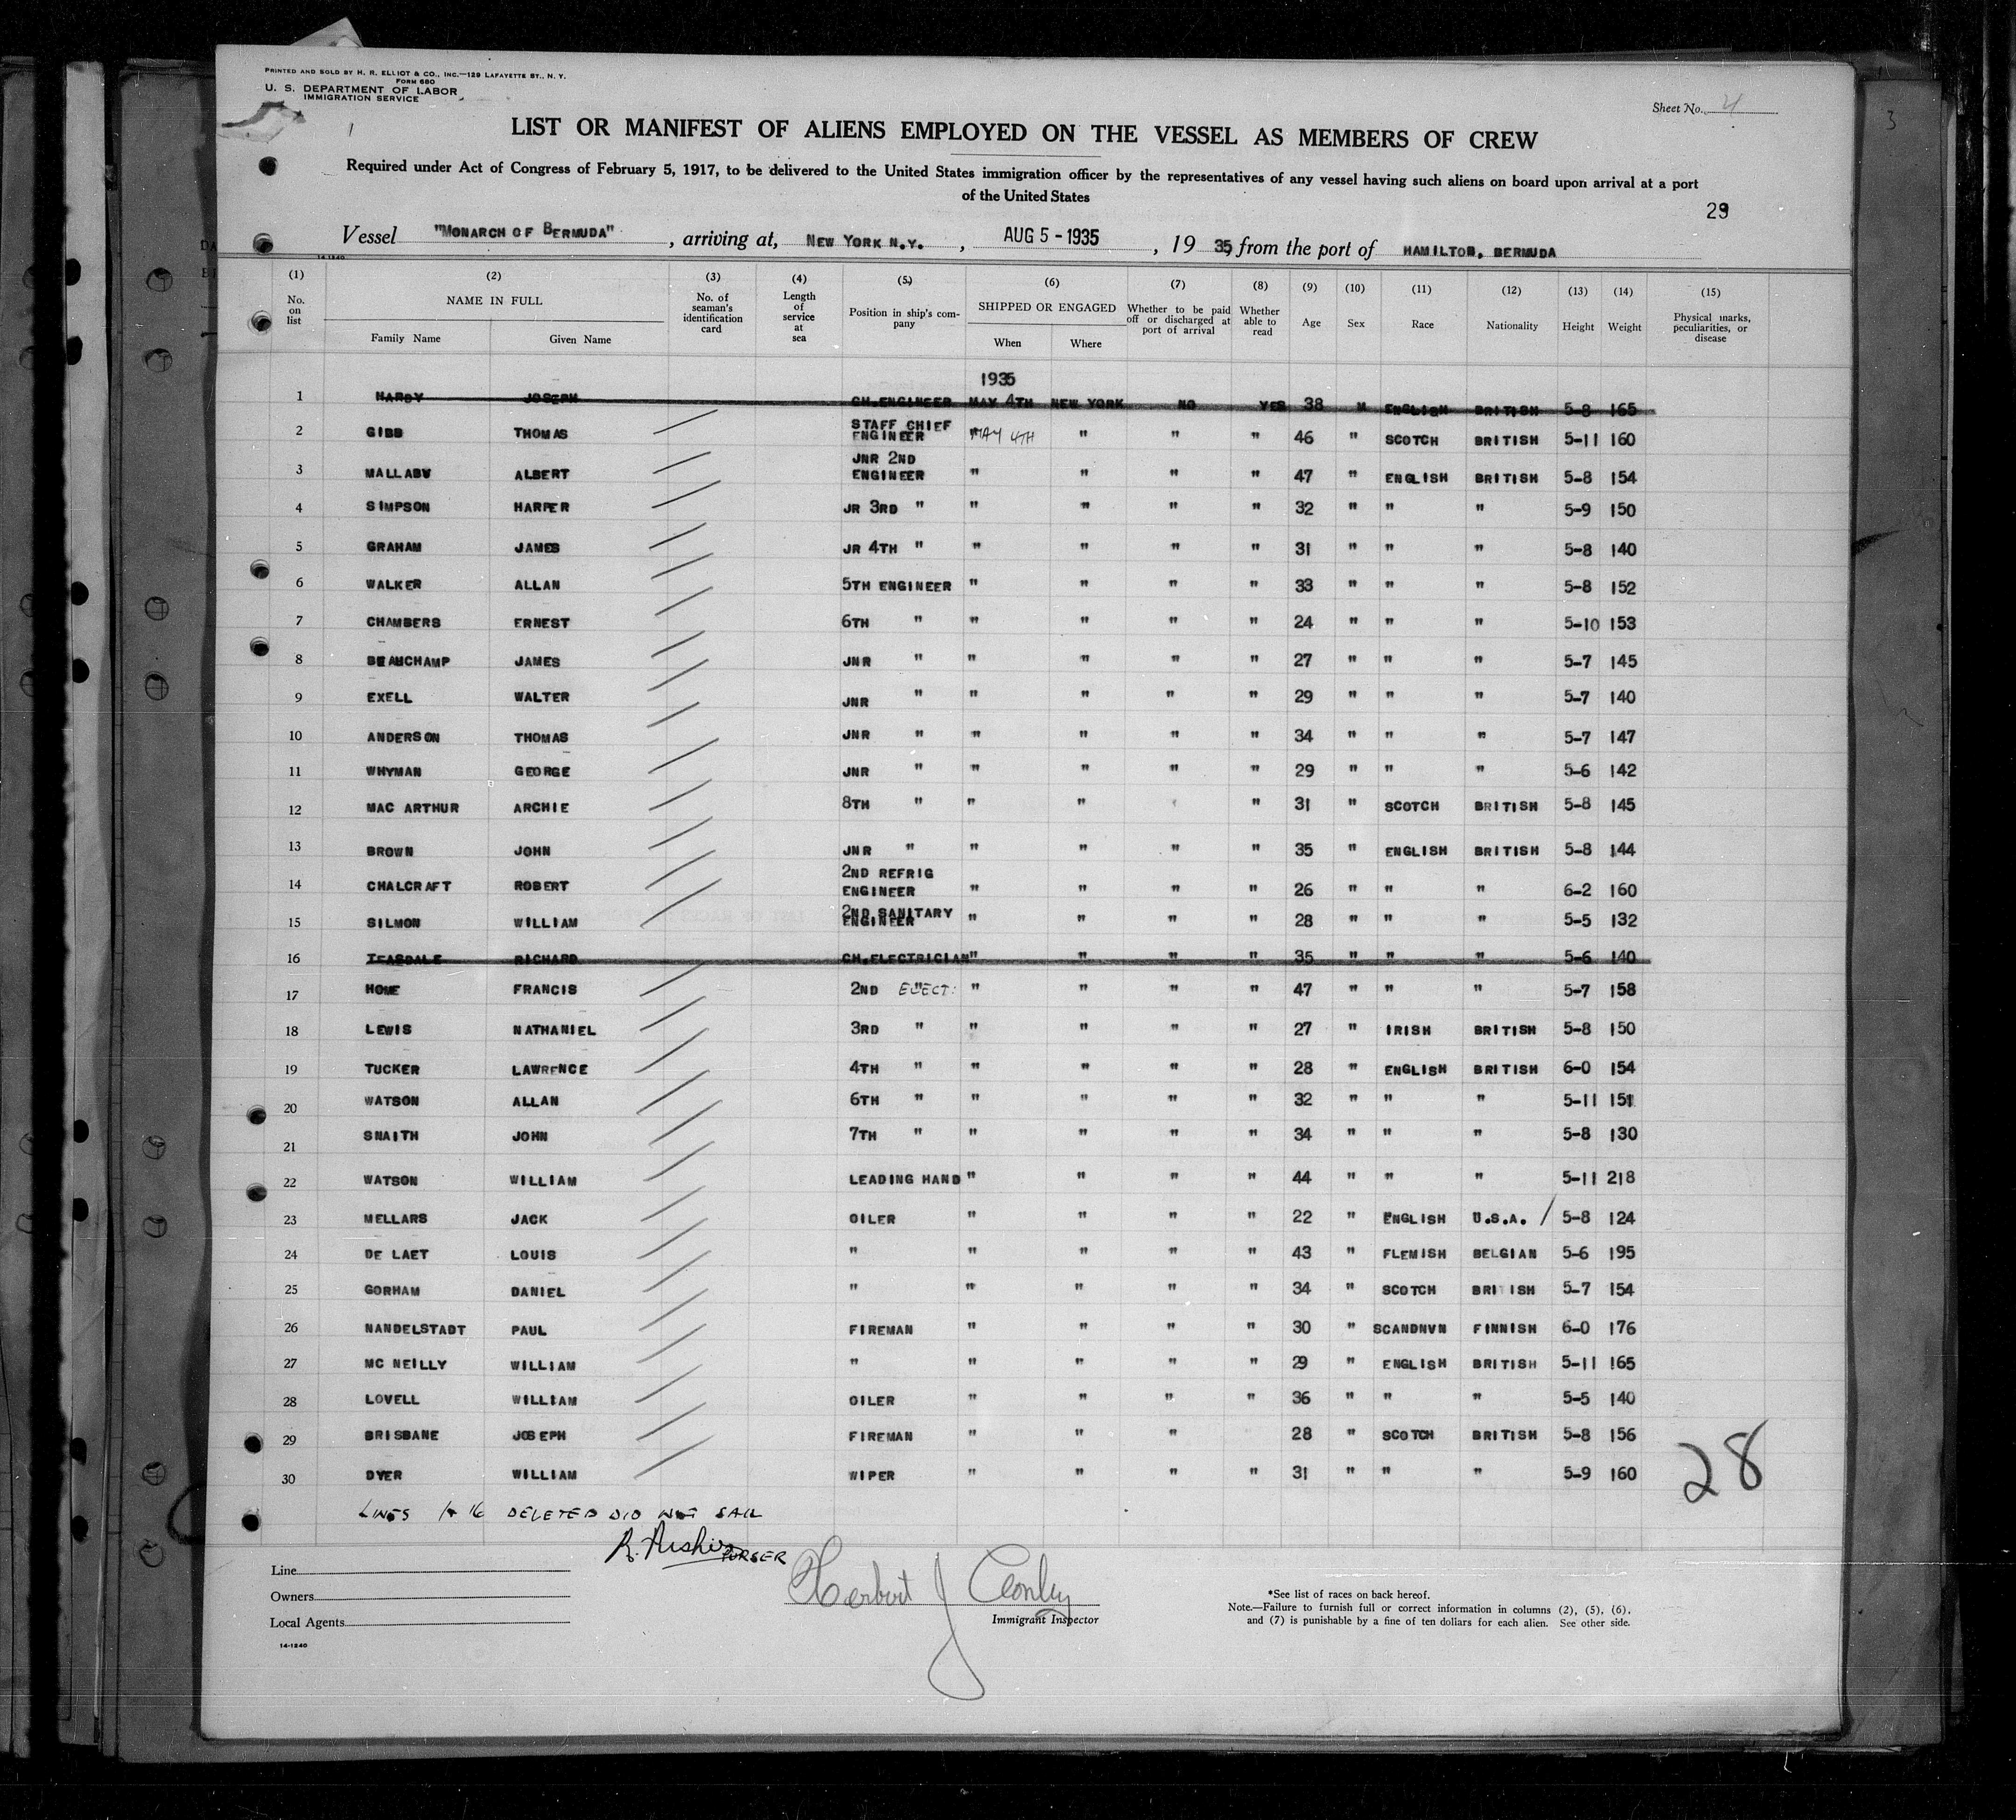 PRINTED AND SOLD BY H. R. ELLIOT & CO., INC.—129 LAFAYETTE ST., N. Y.
FORM 680
U. S. DEPARTMENT OF LABOR
IMMIGRATION SERVICE
Sheet No. 4
LIST OR MANIFEST OF ALIENS EMPLOYED ON THE VESSEL AS MEMBERS OF CREW
Required under Act of Congress of February 5, 1917, to be delivered to the United States immigration officer by the representatives of any vessel having such aliens on board upon arrival at a port
of the United States
29
Vessel "MONARCH OF BERMUDA", arriving at, NEW YORK N.Y., AUG 5 - 1935, 19 35, from the port of HAMILTON, BERMUDA
14-1240
(1) (2) (3) (4) (5) (6) (7) (8) (9) (10) (11) (12) (13) (14) (15)
No. on list NAME IN FULL Family Name Given Name No. of seaman's identification card Length of service at sea Position in ship's company SHIPPED OR ENGAGED When Where Whether to be paid off or discharged at port of arrival Whether able to read Age Sex Race Nationality Height Weight Physical marks, peculiarities, or disease
1935
1 HARDY JOSEPH CH.ENGINEER MAY 4TH NEW YORK NO YES 38 M ENGLISH BRITISH 5-8 165
2 GIBB THOMAS STAFF CHIEF ENGINEER MAY 4TH " " " 46 " SCOTCH BRITISH 5-11 160
3 MALLABY ALBERT JNR 2ND ENGINEER " " " " 47 " ENGLISH BRITISH 5-8 154
4 SIMPSON HARPER JR 3RD " " " " " 32 " " " 5-9 150
5 GRAHAM JAMES JR 4TH " " " " " 31 " " " 5-8 140
6 WALKER ALLAN 5TH ENGINEER " " " " 33 " " " 5-8 152
7 CHAMBERS ERNEST 6TH " " " " " 24 " " " 5-10 153
8 BEAUCHAMP JAMES JNR " " " " " 27 " " " 5-7 145
9 EXELL WALTER JNR " " " " " 29 " " " 5-7 140
10 ANDERSON THOMAS JNR " " " " " 34 " " " 5-7 147
11 WHYMAN GEORGE JNR " " " " " 29 " " " 5-6 142
12 MAC ARTHUR ARCHIE 8TH " " " " 31 " SCOTCH BRITISH 5-8 145
13 BROWN JOHN JNR " " " " " 35 " ENGLISH BRITISH 5-8 144
14 CHALCRAFT ROBERT 2ND REFRIG ENGINEER " " " " 26 " " " 6-2 160
15 SILMON WILLIAM 2ND SANITARY ENGINEER " " " " 28 " " " 5-5 132
16 TEASDALE RICHARD CH.ELECTRICIAN " " " " 35 " " " 5-6 140
17 HOWE FRANCIS 2ND ELECT: " " " " 47 " " " 5-7 158
18 LEWIS NATHANIEL 3RD " " " " " 27 " IRISH BRITISH 5-8 150
19 TUCKER LAWRENCE 4TH " " " " " 28 " ENGLISH BRITISH 6-0 154
20 WATSON ALLAN 6TH " " " " " 32 " " " 5-11 151
21 SNAITH JOHN 7TH " " " " " 34 " " " 5-8 130
22 WATSON WILLIAM LEADING HAND " " " " 44 " " " 5-11 218
23 MELLARS JACK OILER " " " " 22 " ENGLISH U.S.A. / 5-8 124
24 DE LAET LOUIS " " " " " 43 " FLEMISH BELGIAN 5-6 195
25 GORHAM DANIEL " " " " " 34 " SCOTCH BRITISH 5-7 154
26 NANDELSTADT PAUL FIREMAN " " " " 30 " SCANDNVN FINNISH 6-0 176
27 MC NEILLY WILLIAM " " " " " 29 " ENGLISH BRITISH 5-11 165
28 LOVELL WILLIAM OILER " " " " 36 " " " 5-5 140
29 BRISBANE JOSEPH FIREMAN " " " 28 " SCOTCH BRITISH 5-8 156
30 DYER WILLIAM WIPER " " " " 31 " " " 5-9 160
28
LINES 1 & 16 DELETED DID NOT SAIL
R. PURSER
Herbert J Conley
Line
Owners
Local Agents
14-1240
Immigrant Inspector
*See list of races on back hereof.
Note.—Failure to furnish full or correct information in columns (2), (5), (6),
and (7) is punishable by a fine of ten dollars for each alien. See other side.